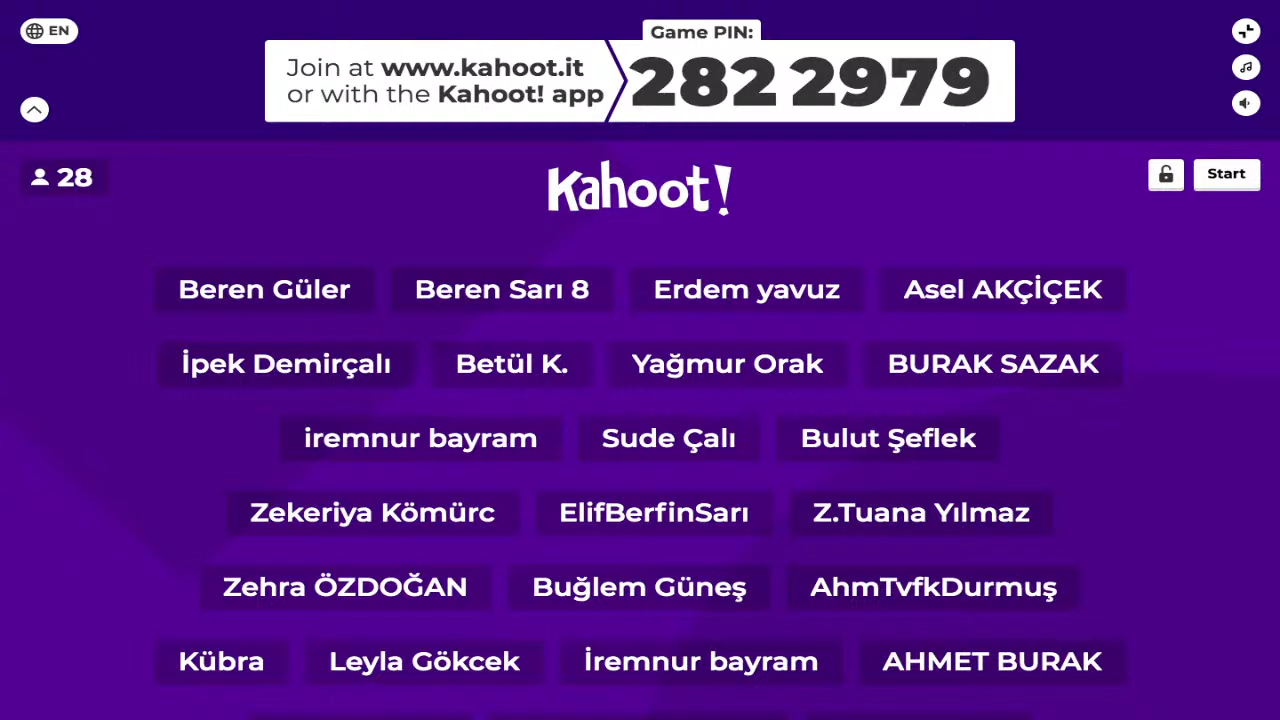 EN
Game PIN:
Join at www.kahoot.it
or with the Kahoot! app
282 2979
28
Kahoot!
Start
Beren Güler
Beren Sarı 8
Erdem yavuz
Asel AKÇİÇEK
İpek Demirçalı
Betül K.
Yağmur Orak
BURAK SAZAK
iremnur bayram
Sude Çalı
Bulut Şeflek
Zekeriya Kömürc
ElifBerfinSarı
Z.Tuana Yılmaz
Zehra ÖZDOĞAN
Buğlem Güneş
AhmTvfkDurmuş
Kübra
Leyla Gökcek
İremnur bayram
AHMET BURAK